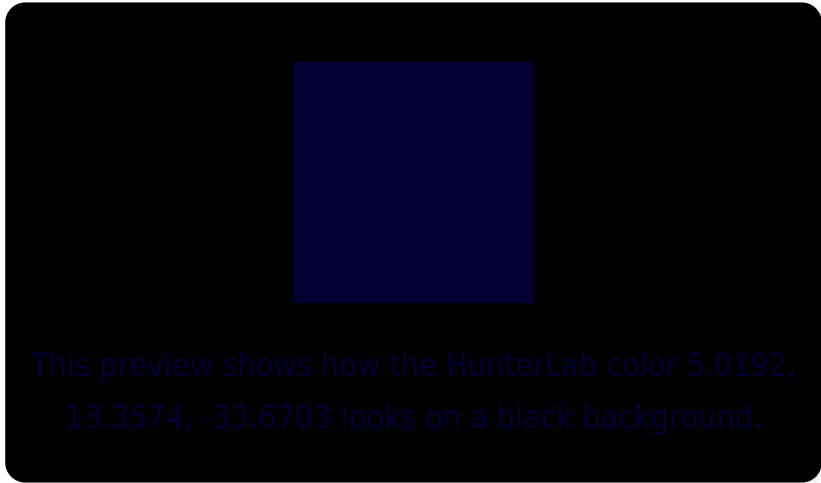 This preview shows how the HunterLab color 5.0192,
13.3574, -33.6703 looks on a black background.